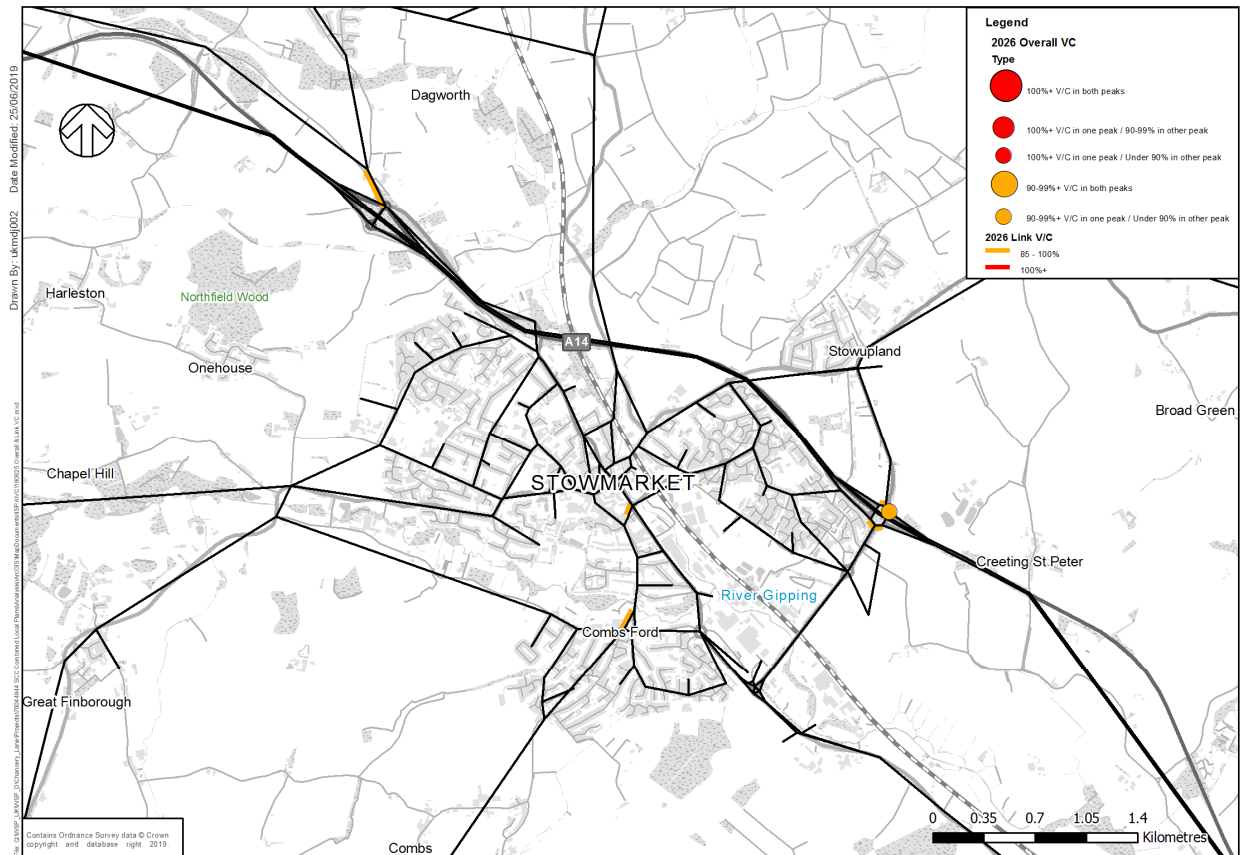 Legend
2026 Overall VC
Type
100%+ V/C in both peaks
100%+ V/C in one peak / 90-99% in other peak
100%+ V/C in one peak / Under 90% in other peak
90-99%+ V/C in both peaks
90-99%+ V/C in one peak / Under 90% in other peak
2026 Link V/C
85 - 100%
100%+
Dagworth
Harleston
Northfield Wood
A14
Onehouse
Stowupland
Broad Green
Chapel Hill
STOWMARKET
Creeting St Peter
River Gipping
Combs Ford
Great Finborough
Combs
0 0.35 0.7 1.05 1.4
Kilometres
Contains Ordnance Survey data © Crown
copyright and database right 2019.
Drawn By: ukmdj002 Date Modified: 25/06/2019